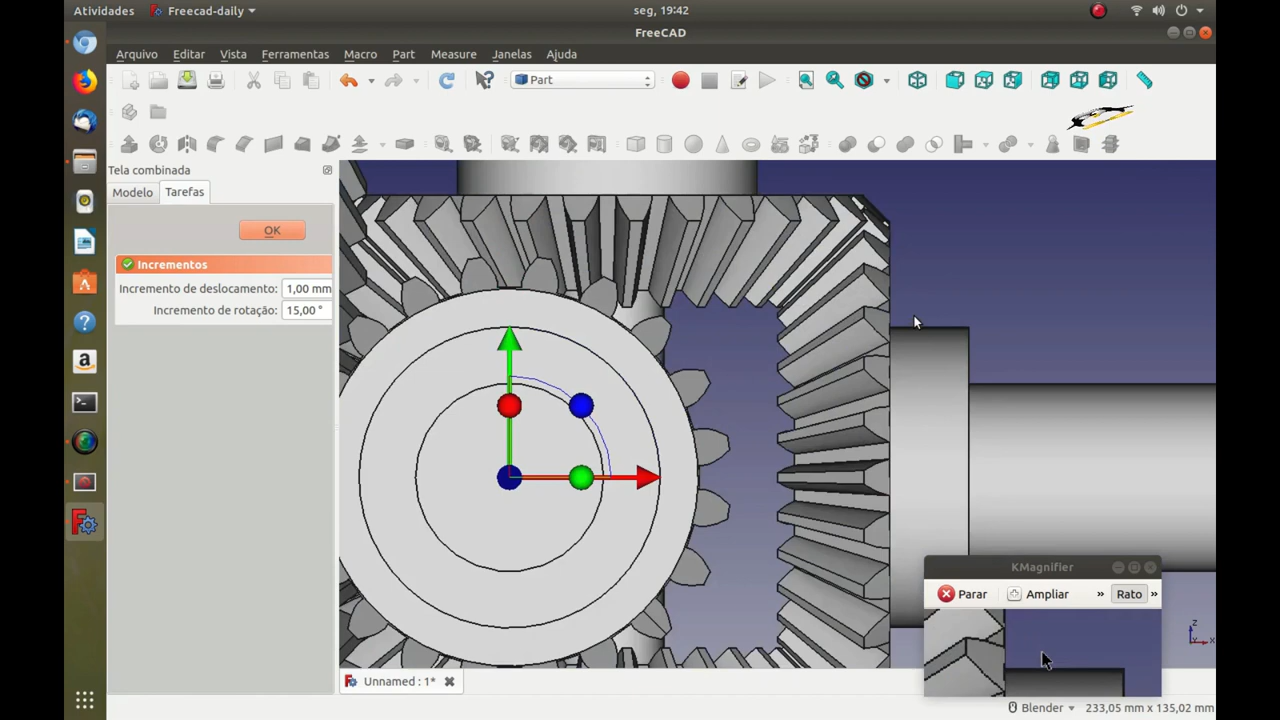 Atividades
Freecad-daily
seg, 19:42
FreeCAD
Arquivo Editar Vista Ferramentas Macro Part Measure Janelas Ajuda
Part
Tela combinada
Modelo Tarefas
OK
Incrementos
Incremento de deslocamento: 1,00 mm
Incremento de rotação: 15,00 °
KMagnifier
Parar Ampliar » Rato »
Z
X
Y
Unnamed : 1*
Blender 233,05 mm x 135,02 mm